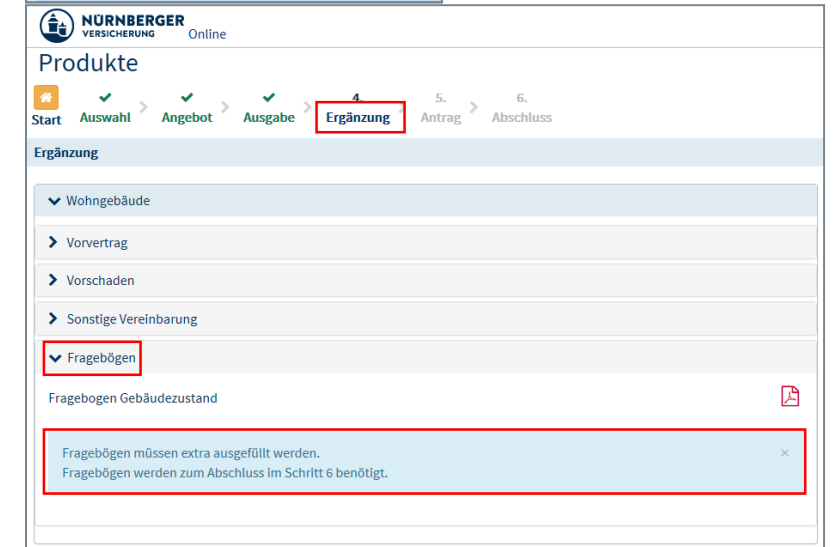 NÜRNBERGER
VERSICHERUNG Online
Produkte
4. 5. 6.
Start Auswahl Angebot Ausgabe Ergänzung Antrag Abschluss
Ergänzung
Wohngebäude
Vorvertrag
Vorschaden
Sonstige Vereinbarung
Fragebögen
Fragebogen Gebäudezustand
Fragebögen müssen extra ausgefüllt werden. ×
Fragebögen werden zum Abschluss im Schritt 6 benötigt.